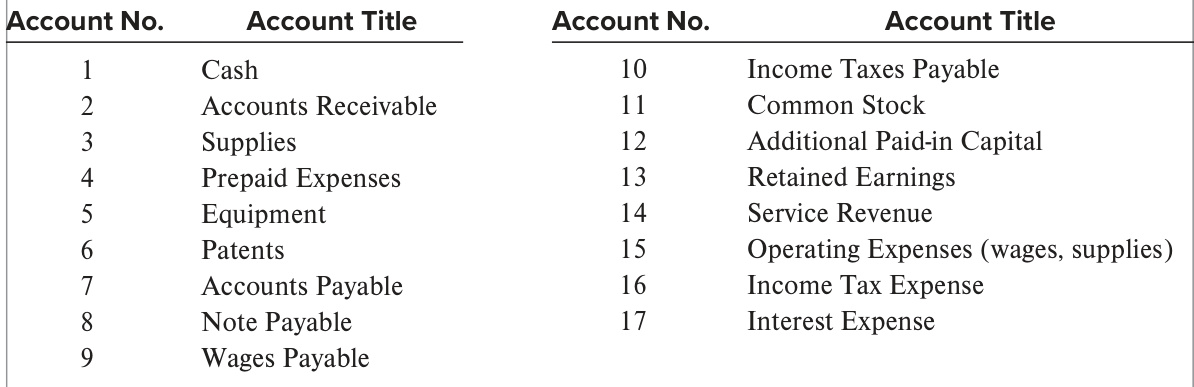 Account No. Account Title Account No. Account Title
1 Cash 10 Income Taxes Payable
2 Accounts Receivable 11 Common Stock
3 Supplies 12 Additional Paid-in Capital
4 Prepaid Expenses 13 Retained Earnings
5 Equipment 14 Service Revenue
6 Patents 15 Operating Expenses (wages, supplies)
7 Accounts Payable 16 Income Tax Expense
8 Note Payable 17 Interest Expense
9 Wages Payable